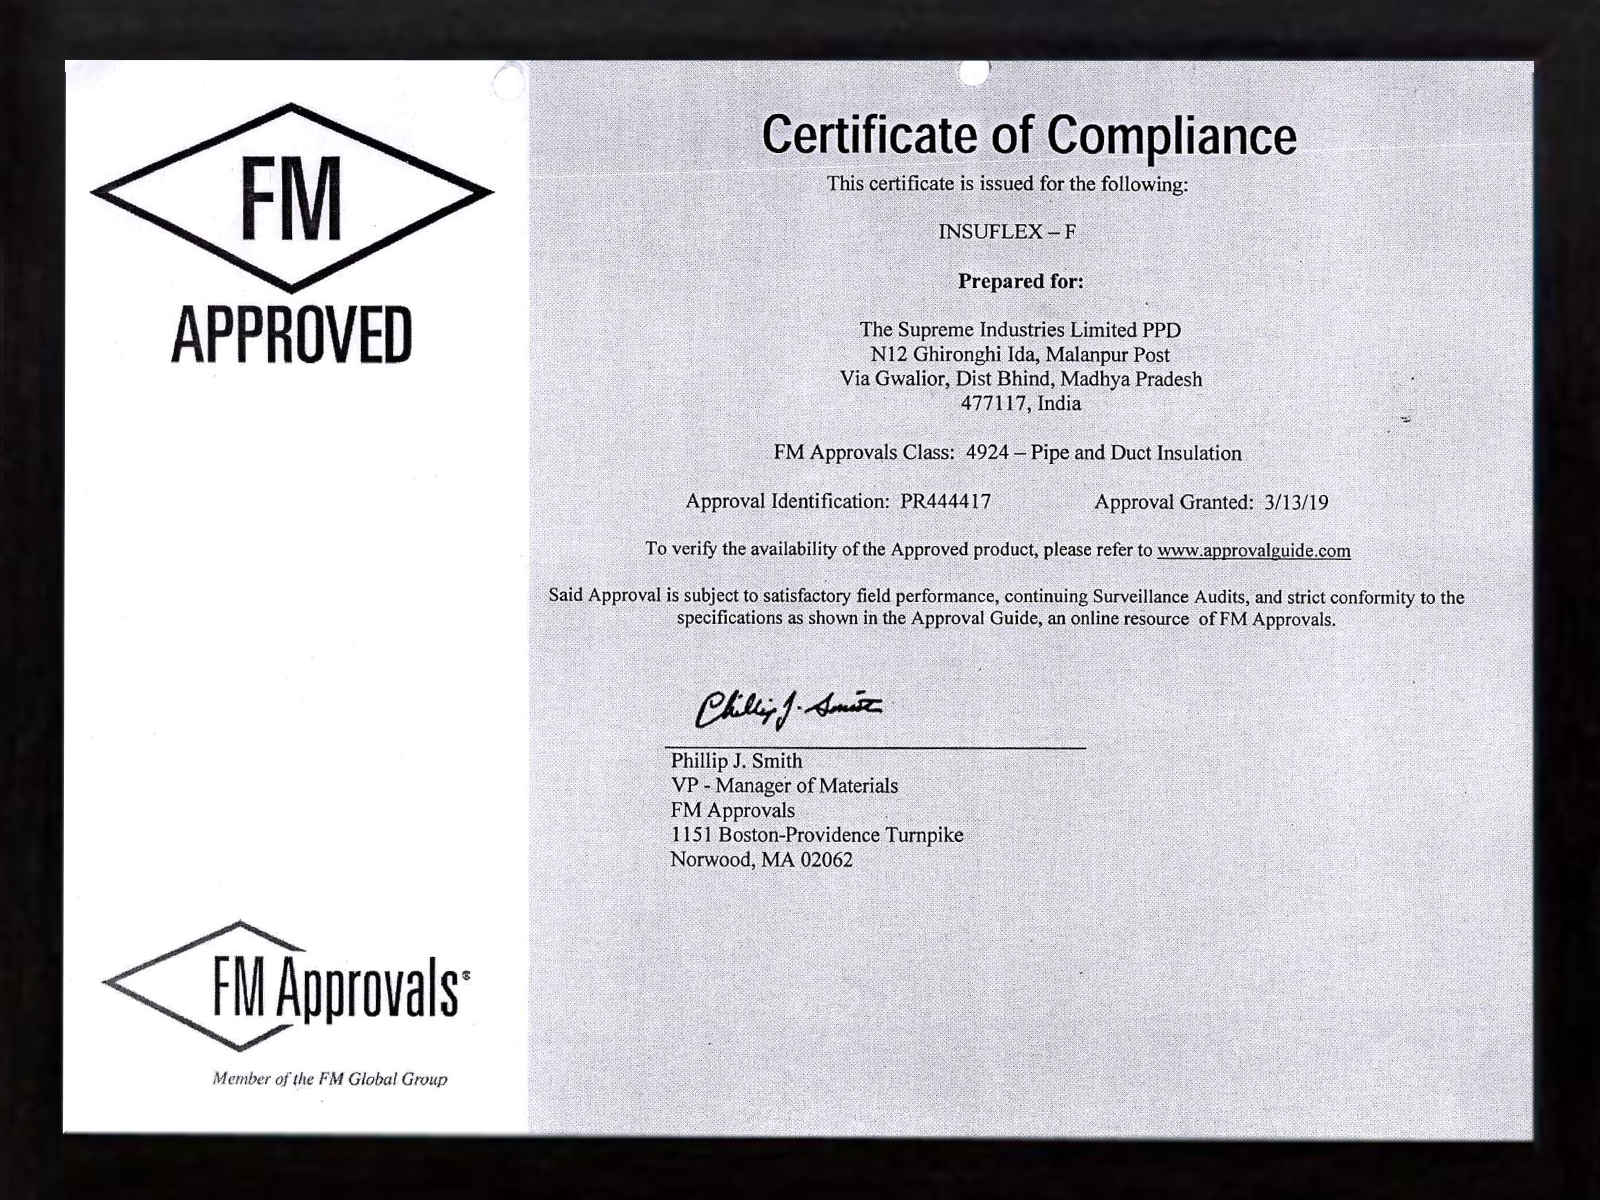 FM
APPROVED
Certificate of Compliance
This certificate is issued for the following:
INSUFLEX – F
Prepared for:
The Supreme Industries Limited PPD
N12 Ghironghi Ida, Malanpur Post
Via Gwalior, Dist Bhind, Madhya Pradesh
477117, India
FM Approvals Class: 4924 – Pipe and Duct Insulation
Approval Identification: PR444417 Approval Granted: 3/13/19
To verify the availability of the Approved product, please refer to www.approvalguide.com
Said Approval is subject to satisfactory field performance, continuing Surveillance Audits, and strict conformity to the
specifications as shown in the Approval Guide, an online resource of FM Approvals.
Phillip J. Smith
Phillip J. Smith
VP - Manager of Materials
FM Approvals
1151 Boston-Providence Turnpike
Norwood, MA 02062
FM Approvals®
Member of the FM Global Group